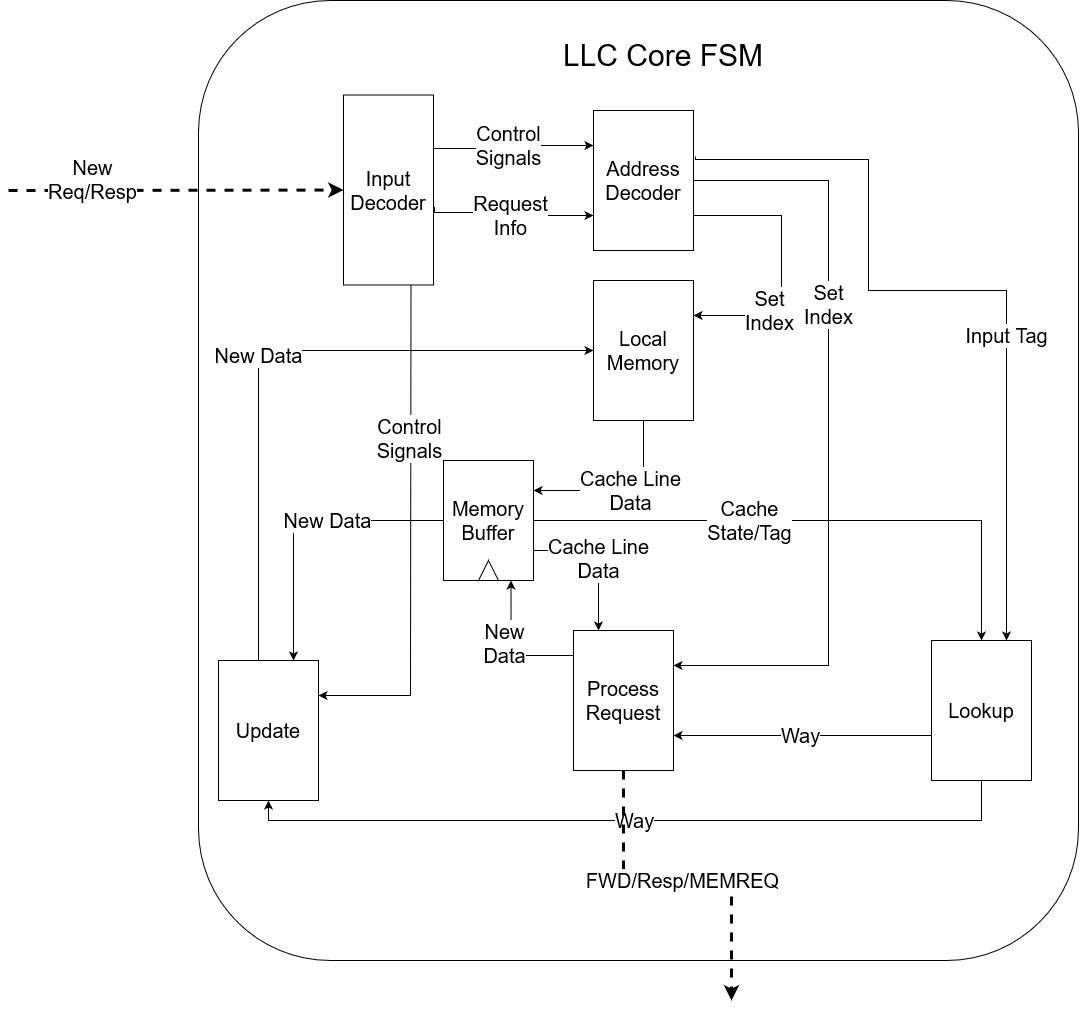 LLC Core FSM
New
Req/Resp
Input
Decoder
Control
Signals
Request
Info
Address
Decoder
Set
Index
Set
Index
Input Tag
Local
Memory
New Data
Control
Signals
Cache Line
Data
Memory
Buffer
New Data
Cache
State/Tag
Cache Line
Data
New
Data
Process
Request
Update
Lookup
Way
Way
FWD/Resp/MEMREQ